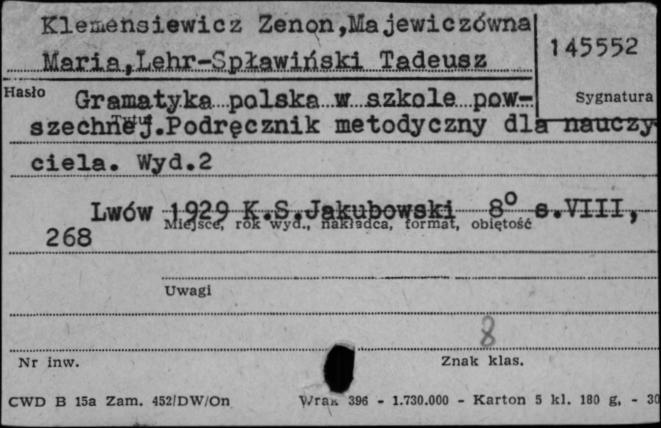 Klemensiewicz Zenon,Majewiczówna
145552
Maria,Lehr-Spławiński Tadeusz
Hasło
Sygnatura
Gramatyka polska w szkole pow-
szechnej.Podręcznik metodyczny dla nauczy
ciela. Wyd.2
Lwów 1929 K.S.Jakubowski 8° s.VIII,
Miejsce, rok wyd., nakładca, format, objętość
268
Uwagi
8
Nr inw.
Znak klas.
CWD B 15a Zam. 452/DW/On 396 - 1.730.000 - Karton 5 kl. 180 g. - 30